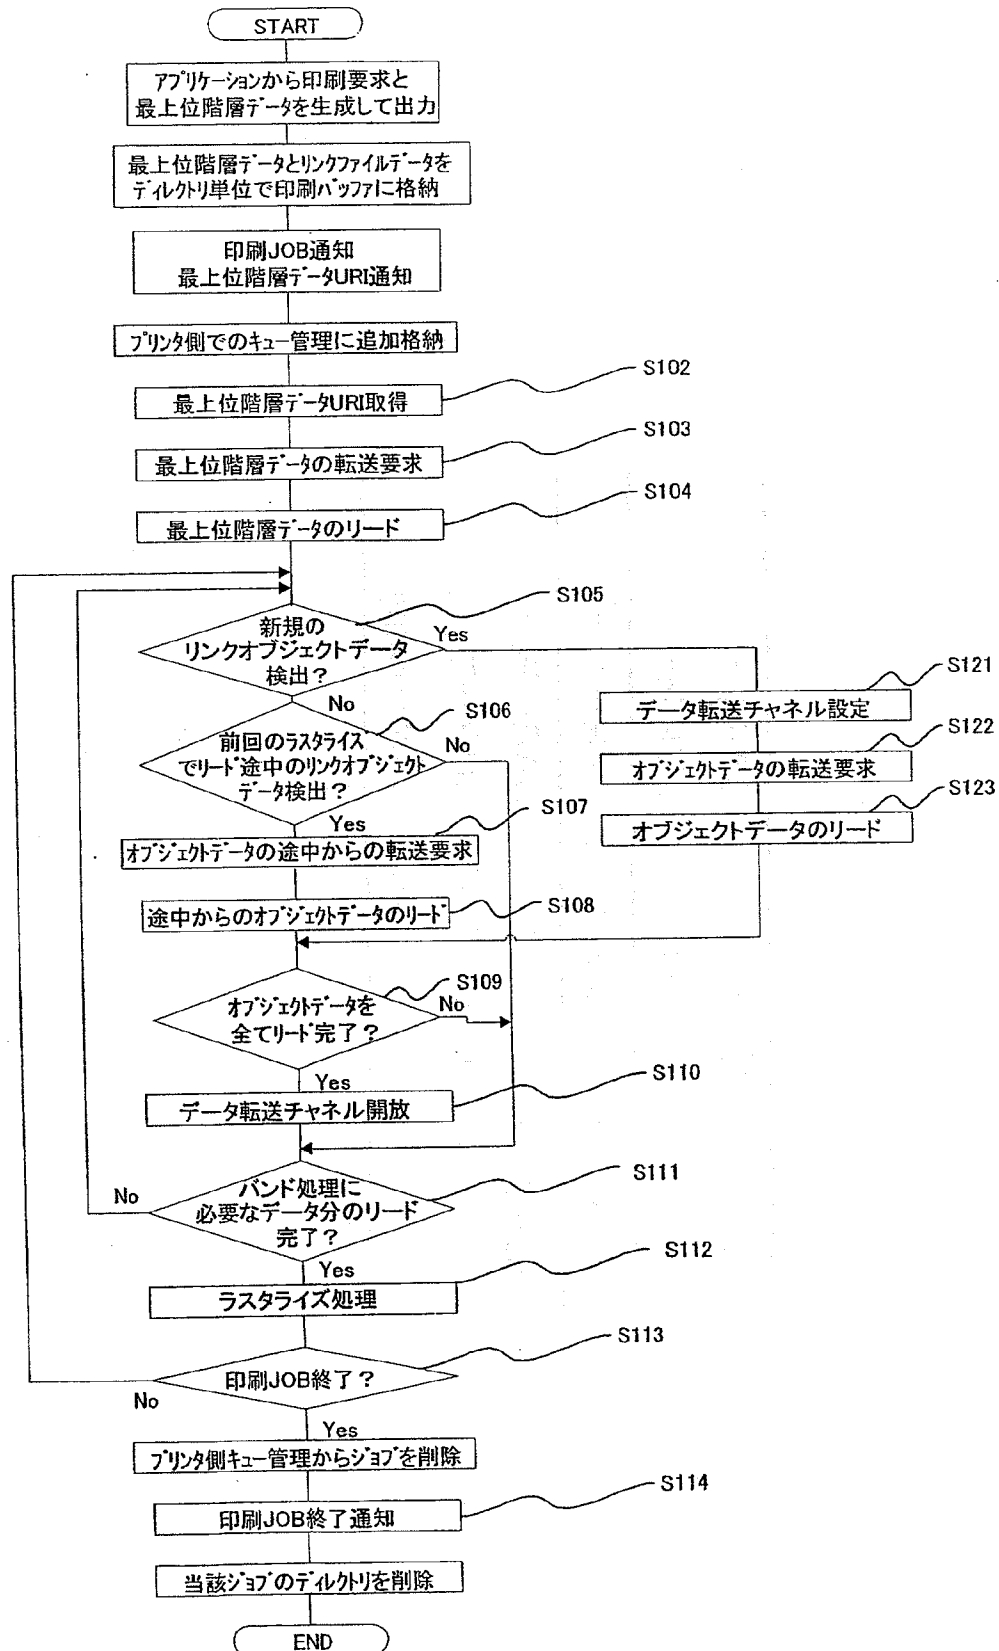 START
アプリケーションから印刷要求と
最上位階層データを生成して出力
最上位階層データとリンクファイルデータを
ディレクトリ単位で印刷バッファに格納
印刷JOB通知
最上位階層データURI通知
プリンタ側でのキュー管理に追加格納
S102
最上位階層データURI取得
S103
最上位階層データの転送要求
S104
最上位階層データのリード
S105
新規の
リンクオブジェクトデータ
検出?
Yes
No
S121
データ転送チャネル設定
S122
オブジェクトデータの転送要求
S123
オブジェクトデータのリード
S106
前回のラスタライズ
でリード途中のリンクオブジェクト
データ検出?
No
Yes
S107
オブジェクトデータの途中からの転送要求
S108
途中からのオブジェクトデータのリード
S109
オブジェクトデータを
全てリード完了?
No
Yes
S110
データ転送チャネル開放
S111
バンド処理に
必要なデータ分のリード
完了?
No
Yes
S112
ラスタライズ処理
S113
印刷JOB終了?
No
Yes
プリンタ側キュー管理からジョブを削除
S114
印刷JOB終了通知
当該ジョブのディレクトリを削除
END